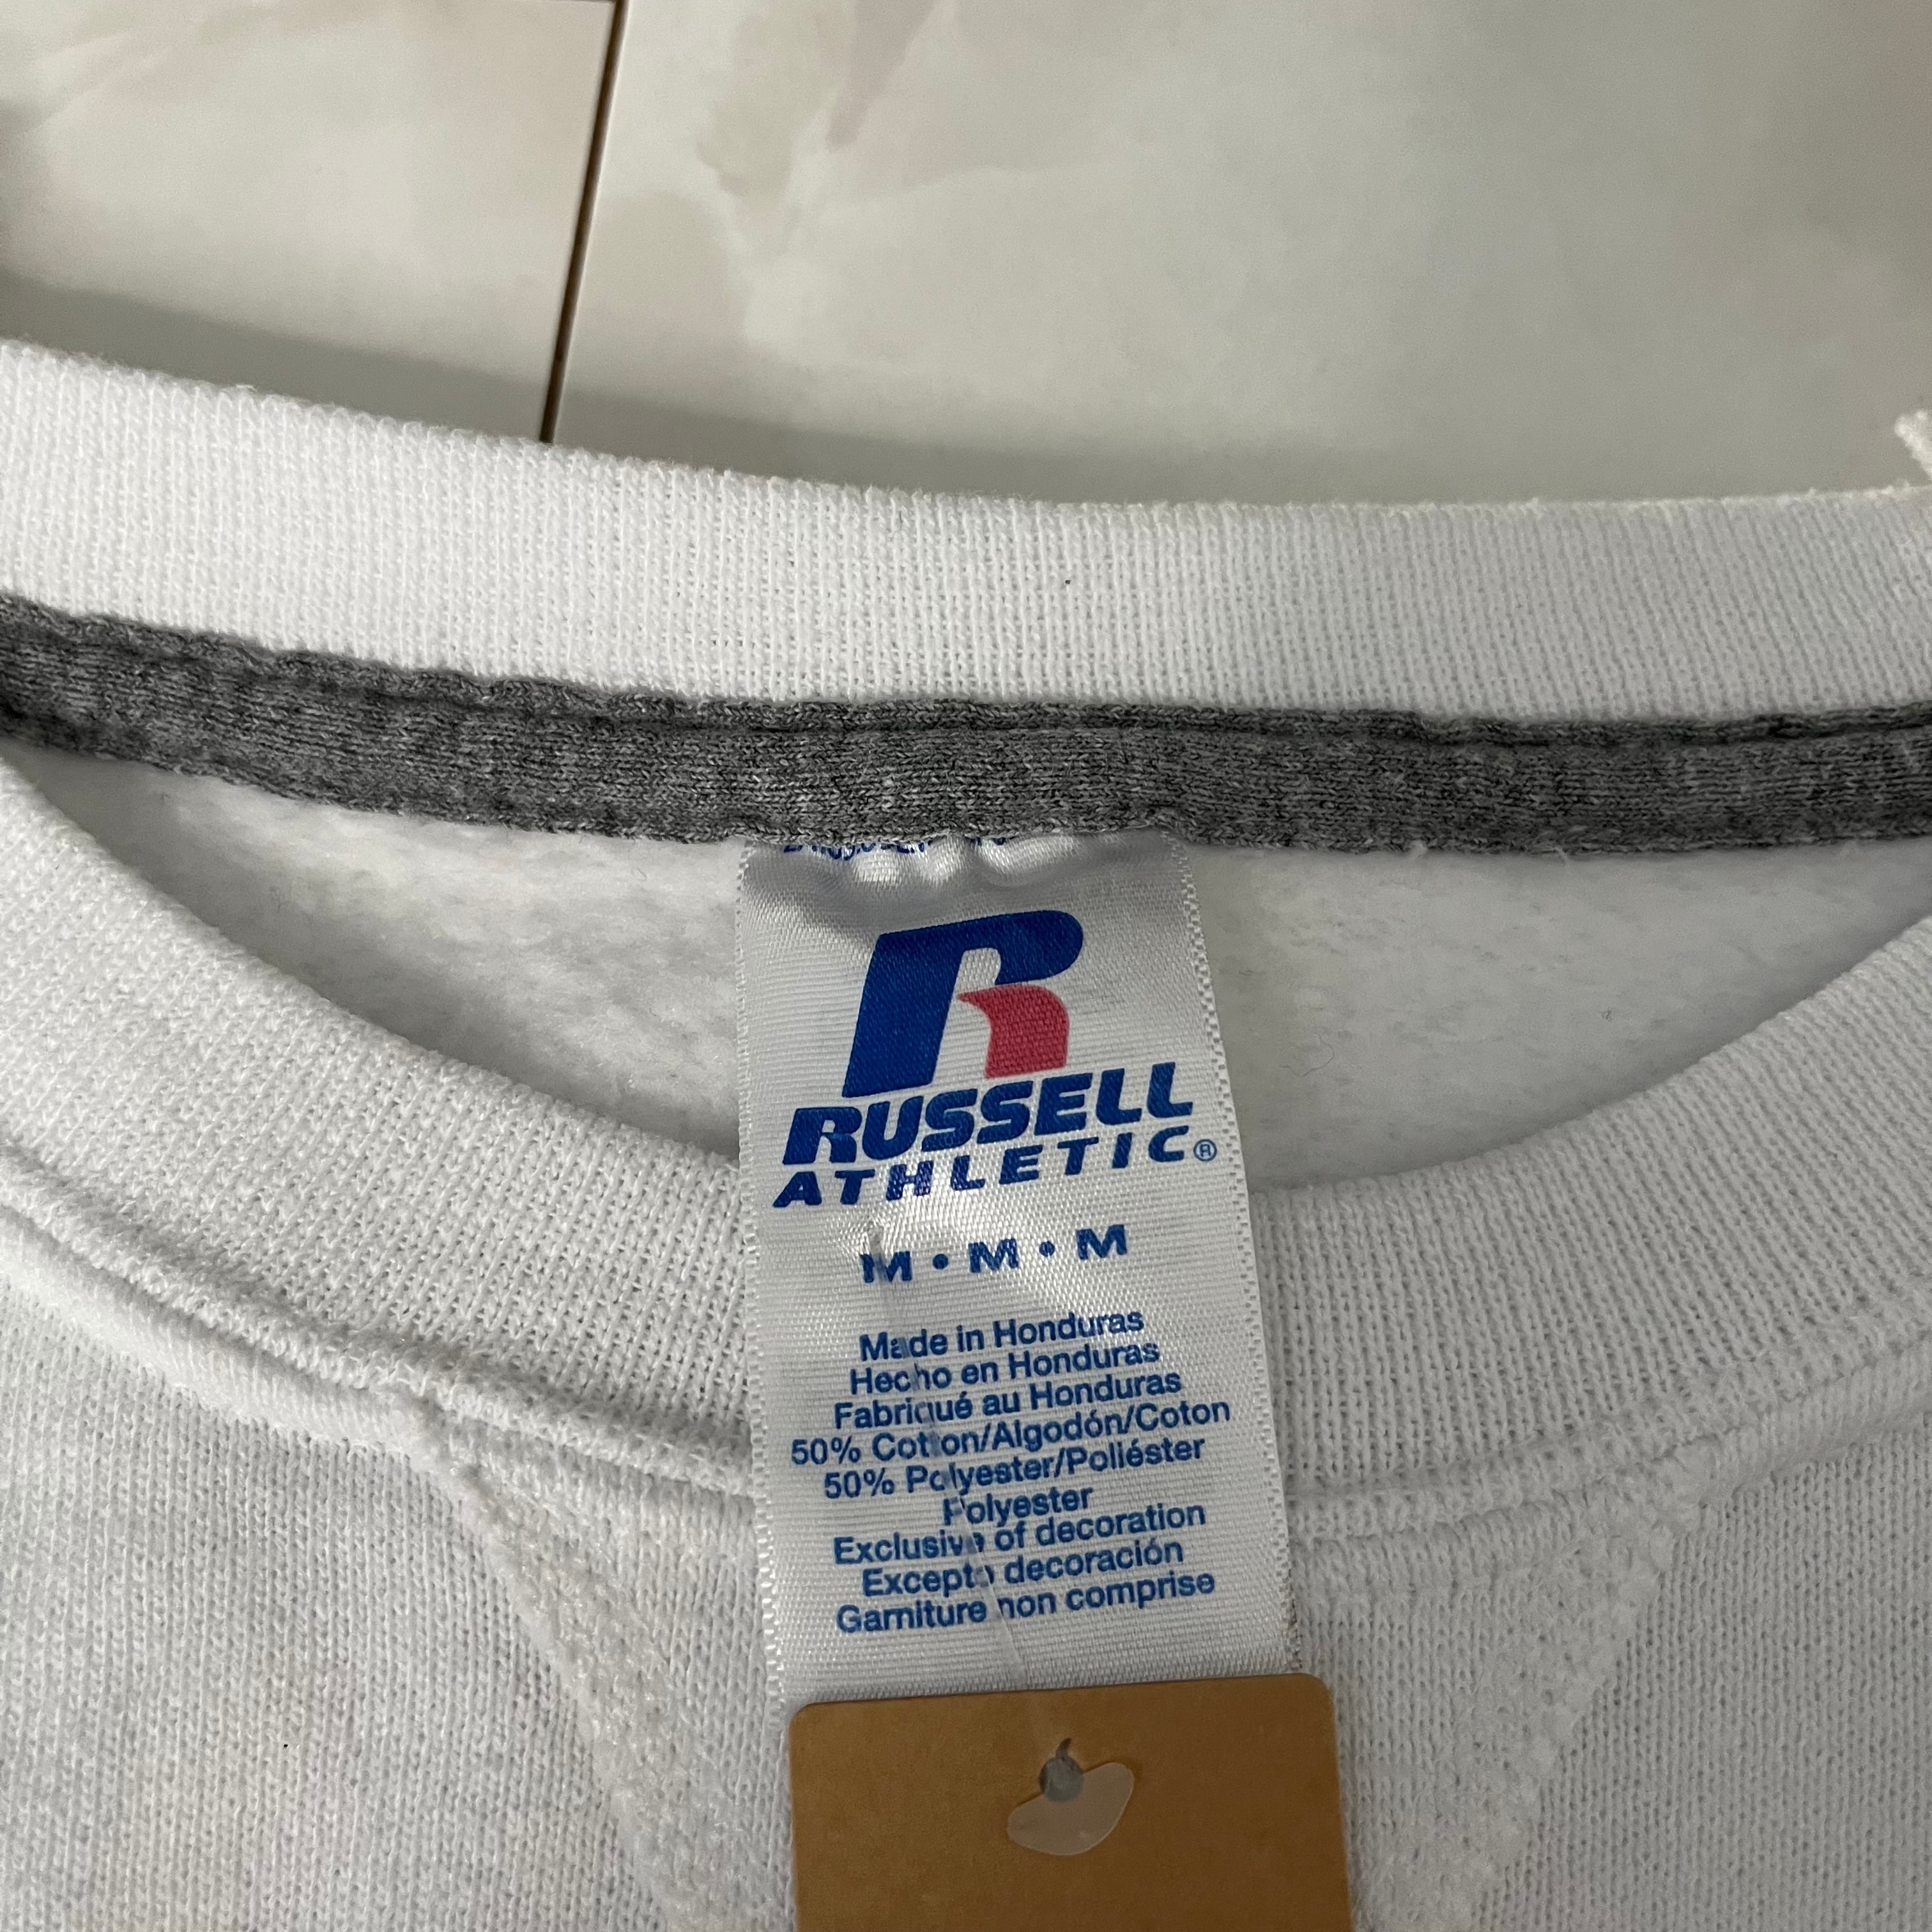 RUSSELL
ATHLETIC®
M • M • M
Made in Honduras
Hecho en Honduras
Fabriqué au Honduras
50% Cotton/Algodón/Coton
50% Polyester/Poliéster
Polyester
Exclusive of decoration
Excepto decoración
Garniture non comprise